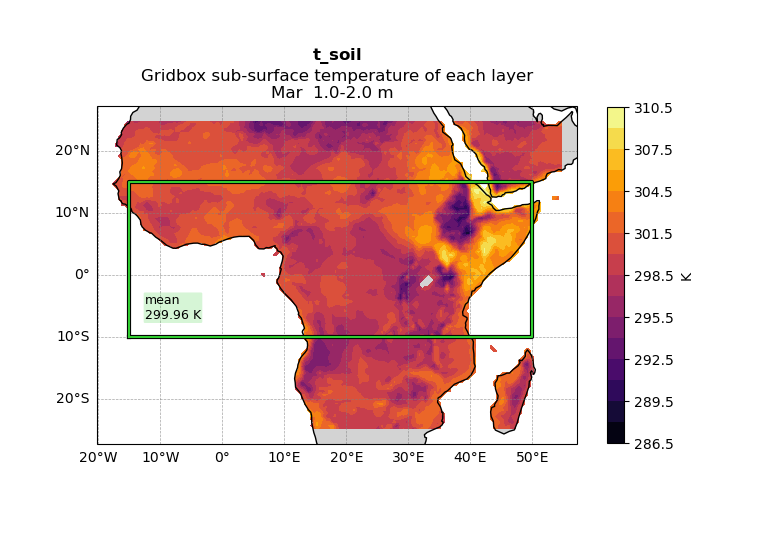 t_soil
Gridbox sub-surface temperature of each layer
Mar  1.0-2.0 m
20°N
10°N
0°
10°S
20°S
mean
299.96 K
20°W
10°W
0°
10°E
20°E
30°E
40°E
50°E
310.5
307.5
304.5
301.5
298.5
295.5
292.5
289.5
286.5
K